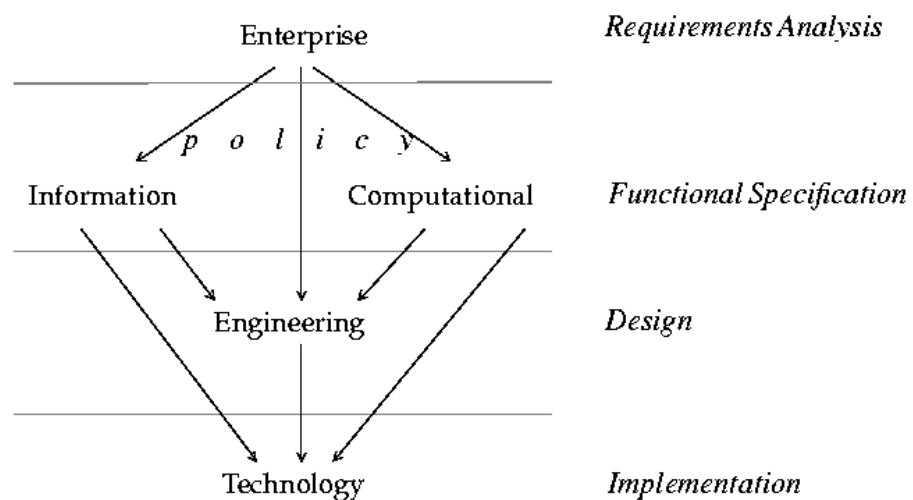 Enterprise Requirements Analysis
p o l i c y
Information Computational Functional Specification
Engineering Design
Technology Implementation